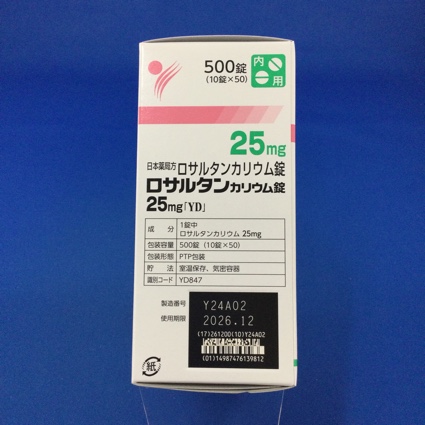 500錠
(10錠×50)
内
用
25mg
日本薬局方 ロサルタンカリウム錠
ロサルタンカリウム錠
25mg「YD」
成分 1錠中
ロサルタンカリウム 25mg
包装容量 500錠(10錠×50)
包装形態 PTP包装
貯法 室温保存、気密容器
識別コード YD847
製造番号 Y24A02
使用期限 2026.12
(17)261200(10)Y24A02
(01)14987476139812
紙